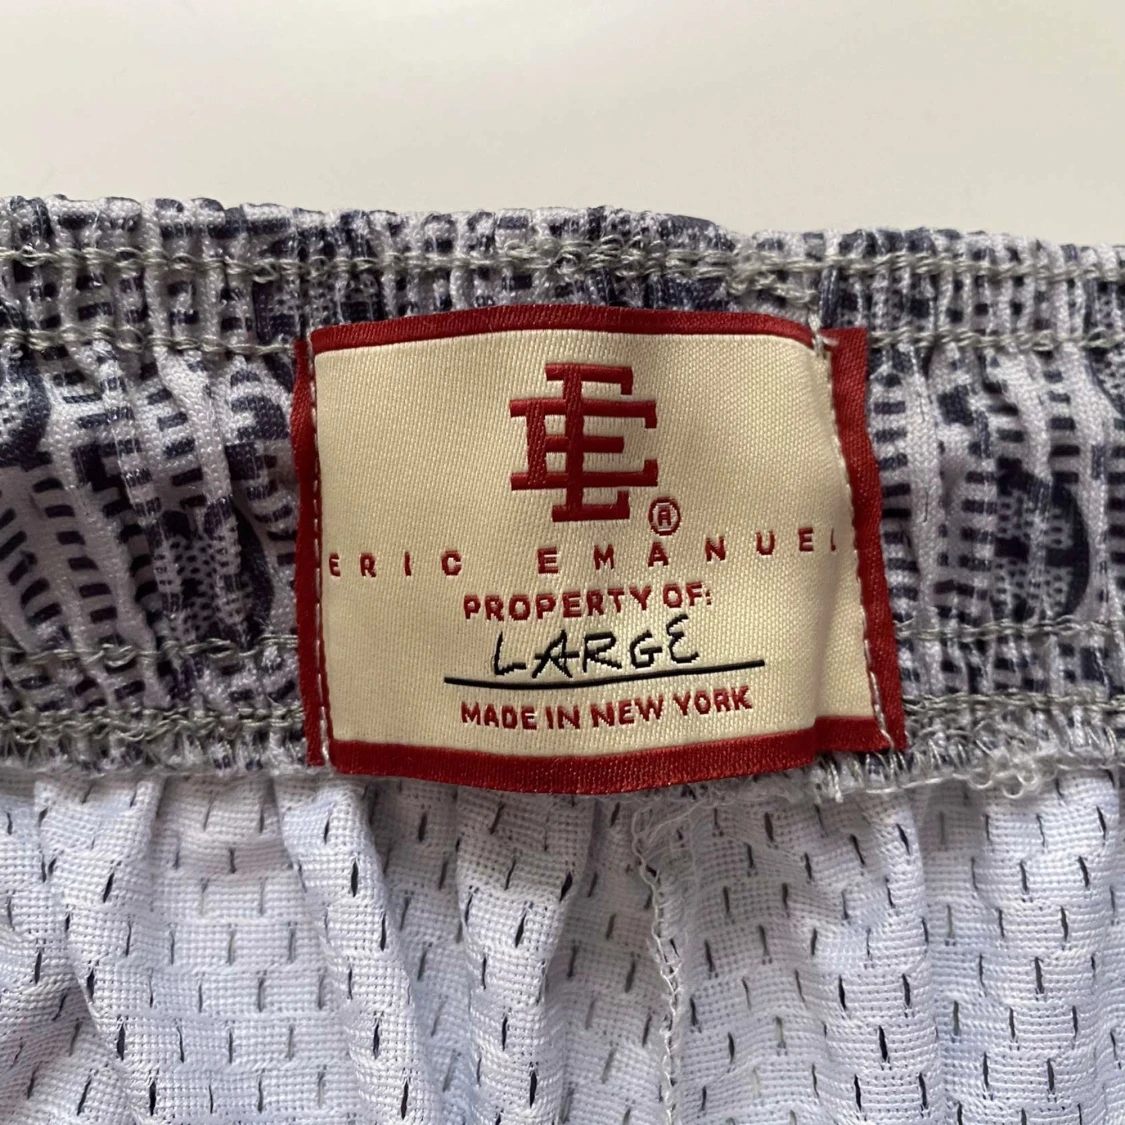 EE
®
ERIC EMANUEL
PROPERTY OF:
LARGE
MADE IN NEW YORK